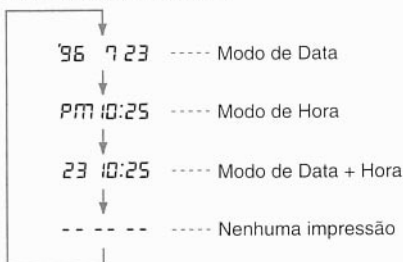 '96 7 23 ----- Modo de Data
PM 10:25 ----- Modo de Hora
23 10:25 ----- Modo de Data + Hora
-- -- -- ----- Nenhuma impressão